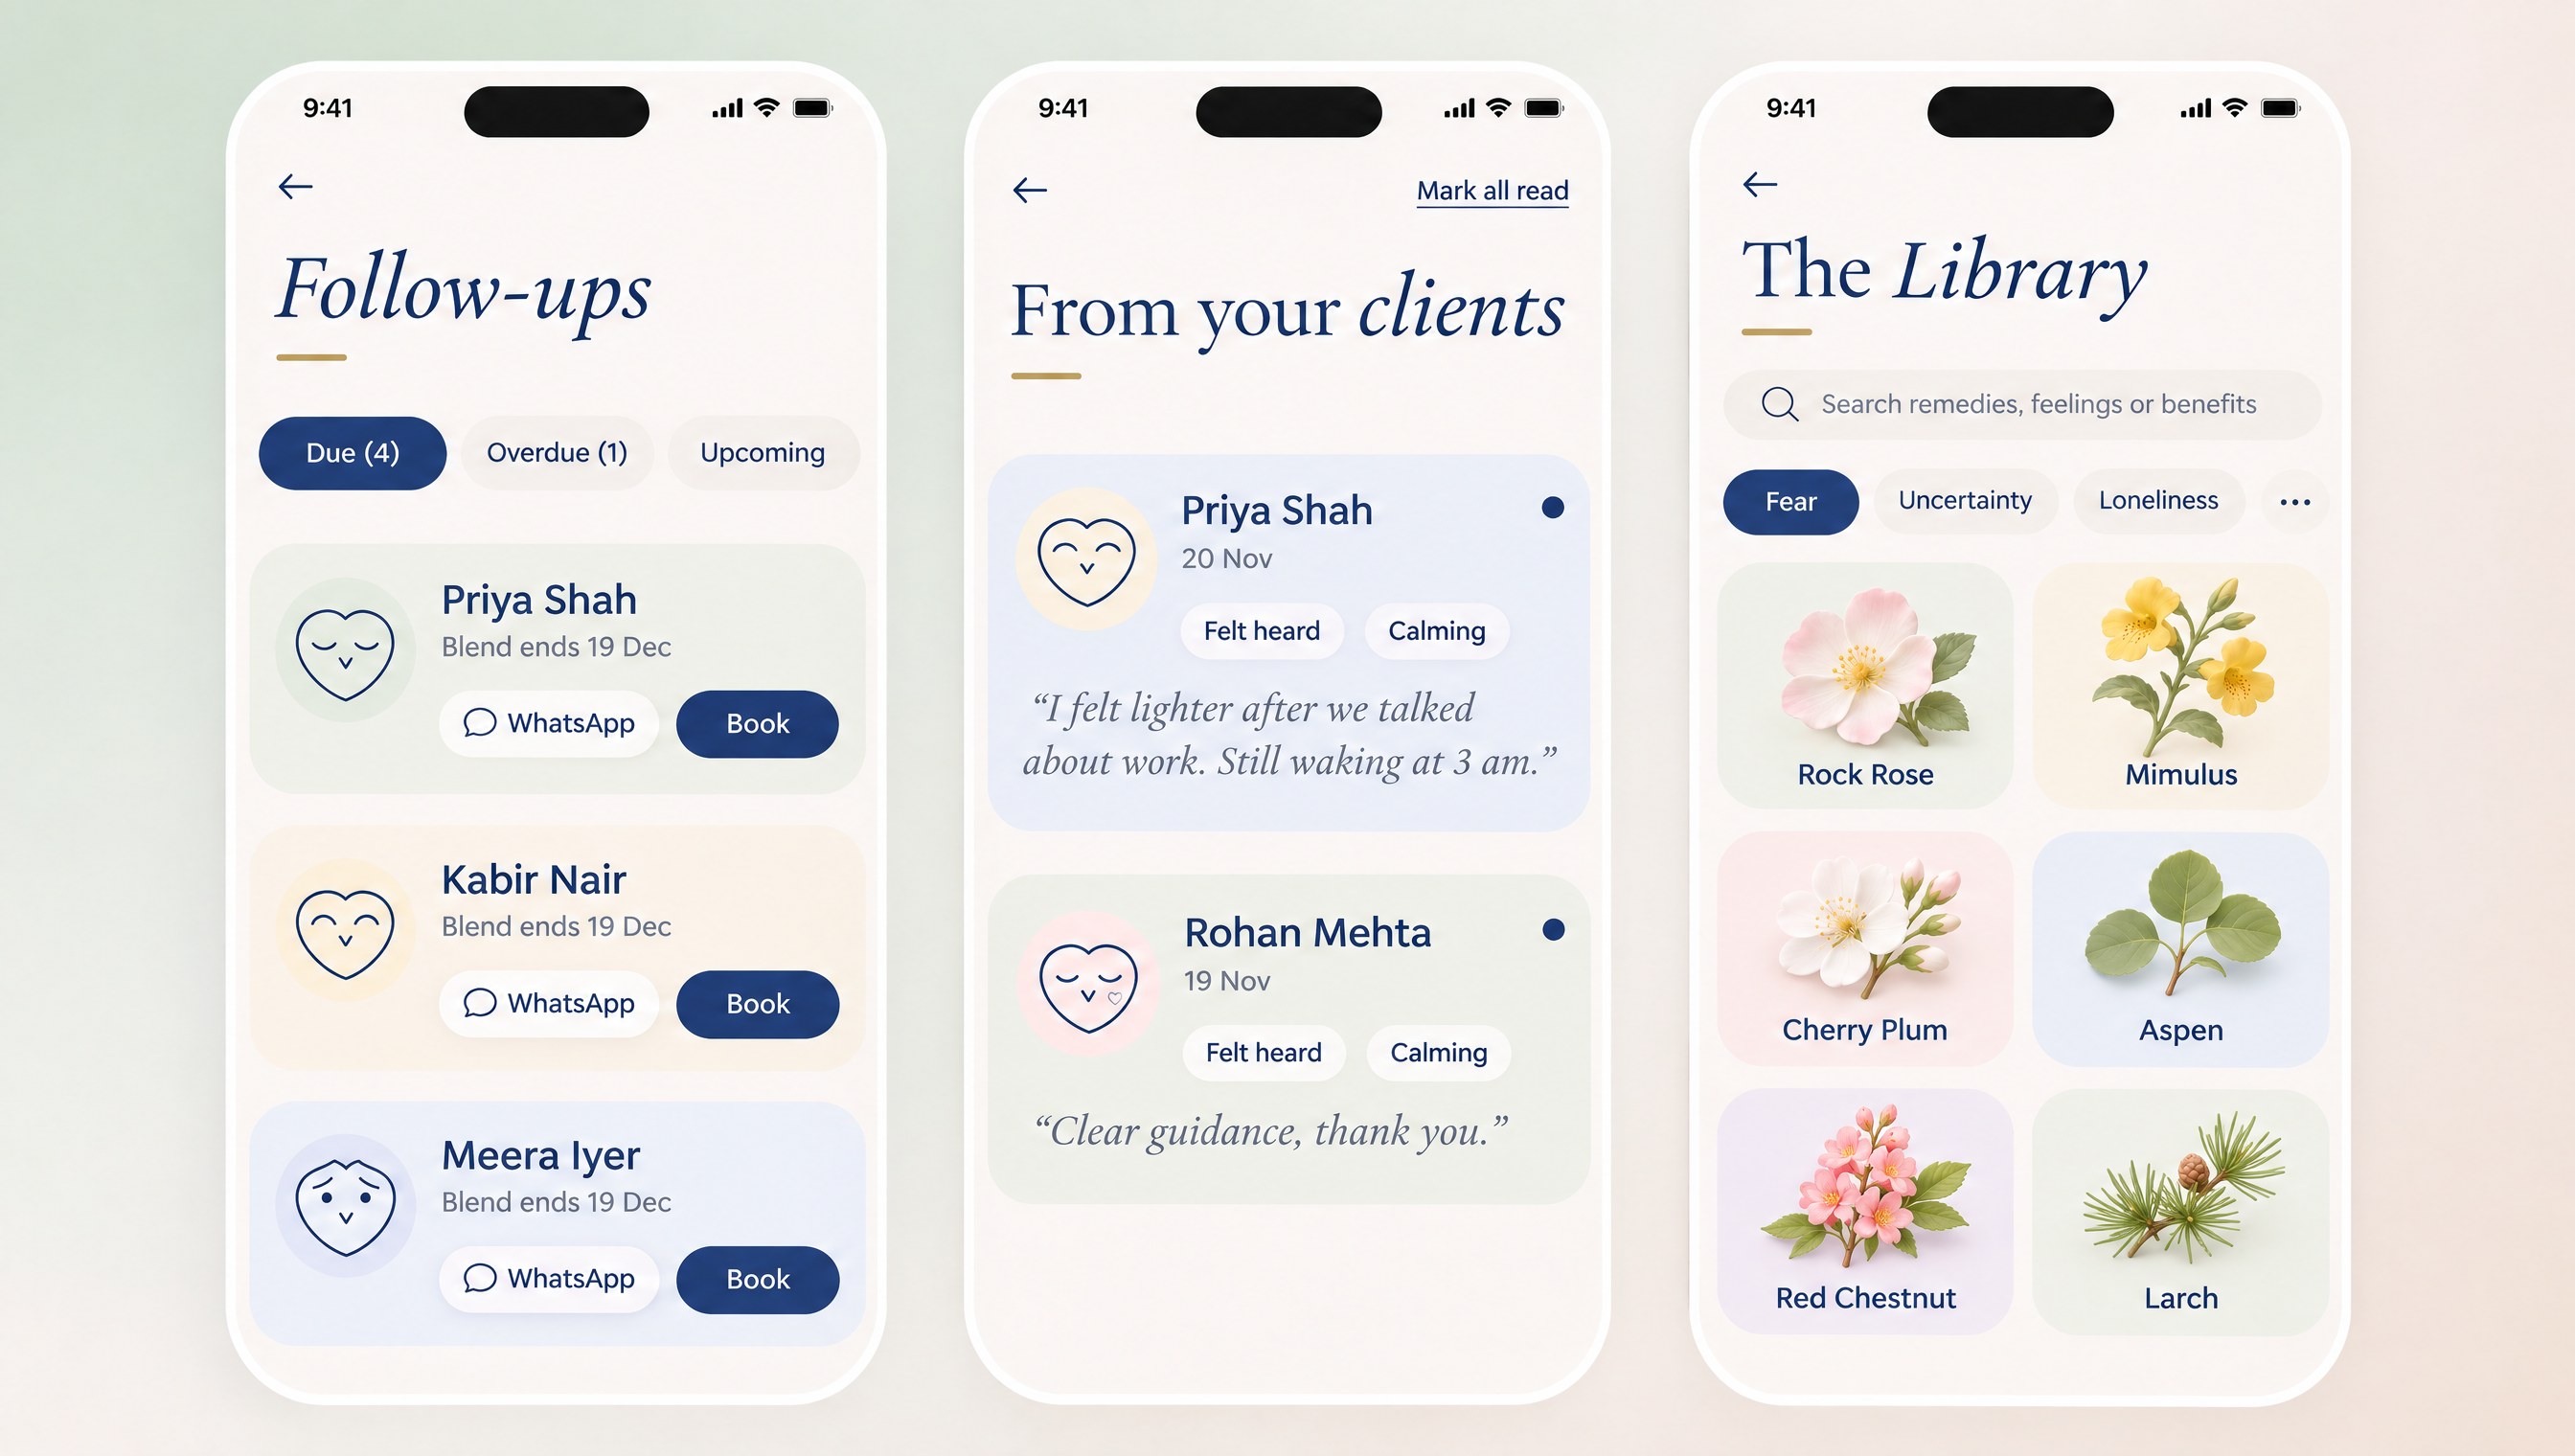 9:41
Follow-ups
Due (4)
Overdue (1)
Upcoming
Priya Shah
Blend ends 19 Dec
WhatsApp
Book
Kabir Nair
Blend ends 19 Dec
WhatsApp
Book
Meera Iyer
Blend ends 19 Dec
WhatsApp
Book
9:41
Mark all read
From your clients
Priya Shah
20 Nov
Felt heard
Calming
“I felt lighter after we talked
about work. Still waking at 3 am.”
Rohan Mehta
19 Nov
Felt heard
Calming
“Clear guidance, thank you.”
9:41
The Library
Search remedies, feelings or benefits
Fear
Uncertainty
Loneliness
Rock Rose
Mimulus
Cherry Plum
Aspen
Red Chestnut
Larch